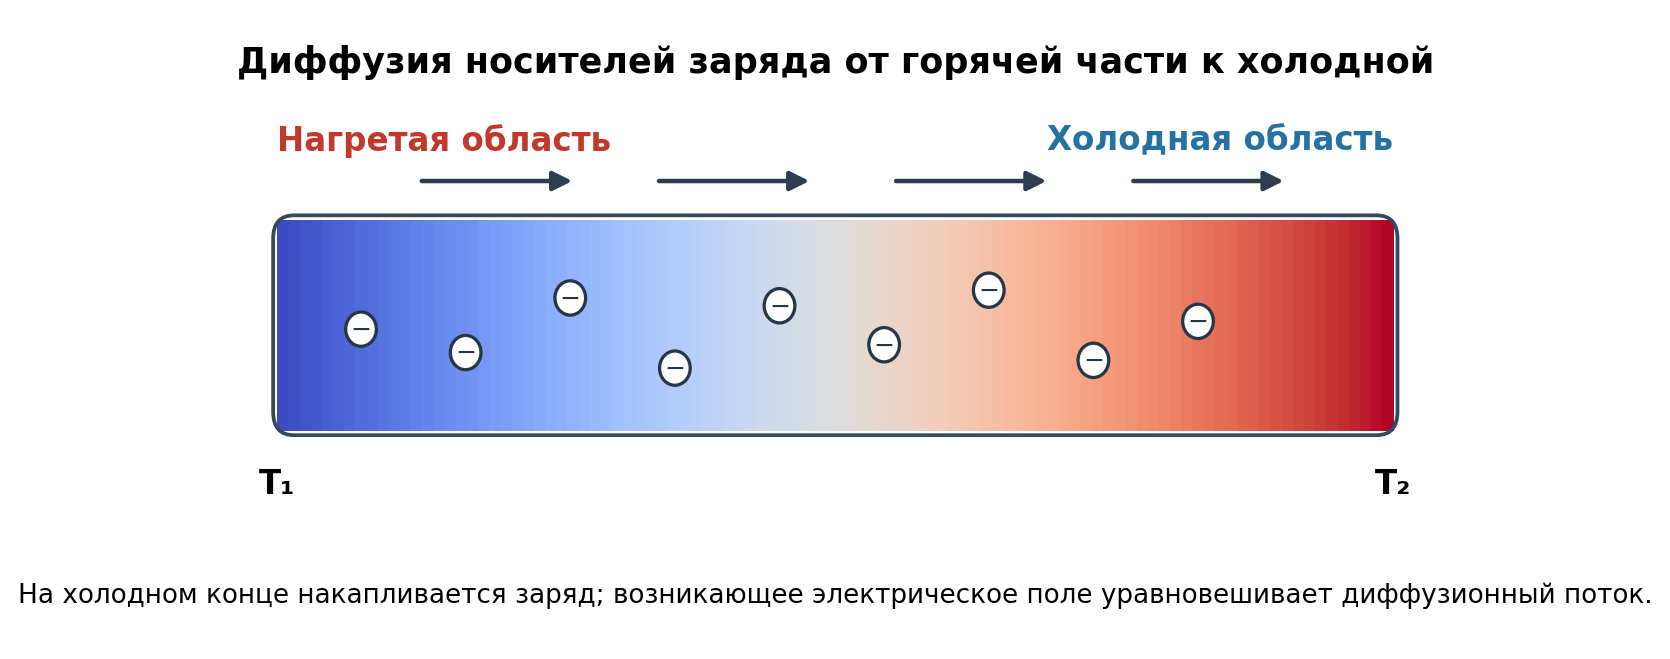 Диффузия носителей заряда от горячей части к холодной
Нагретая область Холодная область
−
−
−
−
−
−
−
−
−
T₁ T₂
На холодном конце накапливается заряд; возникающее электрическое поле уравновешивает диффузионный поток.